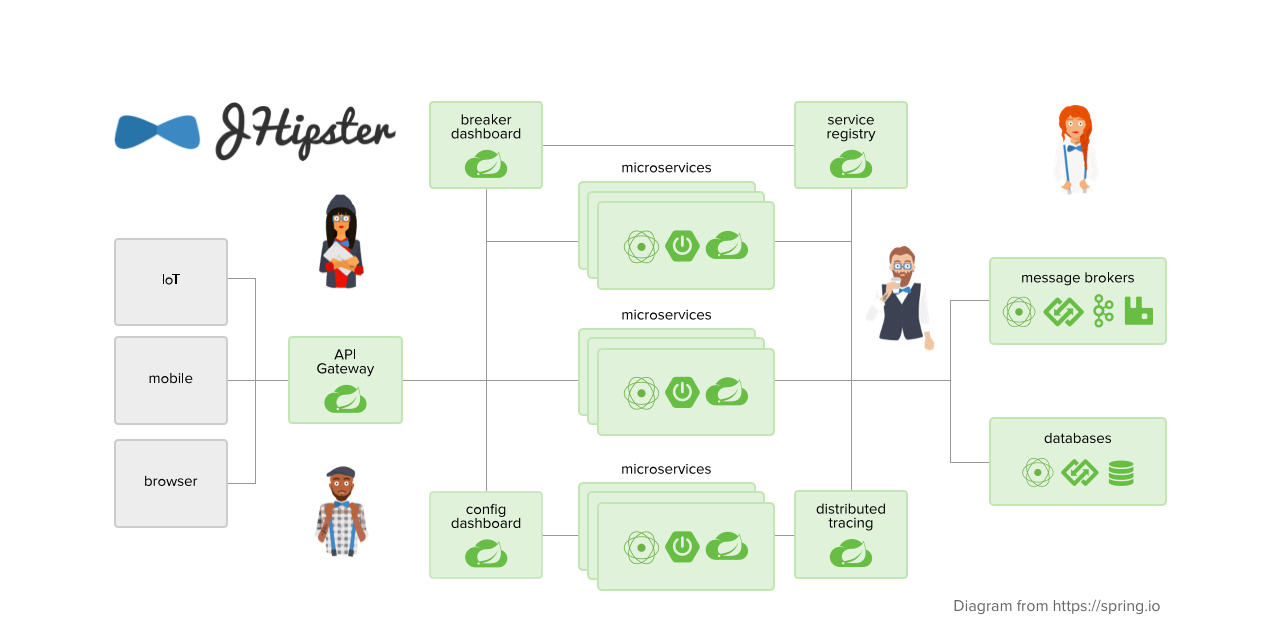 JHipster
breaker
dashboard
service
registry
microservices
IoT
message brokers
microservices
API
Gateway
mobile
databases
microservices
browser
config
dashboard
distributed
tracing
Diagram from https://spring.io